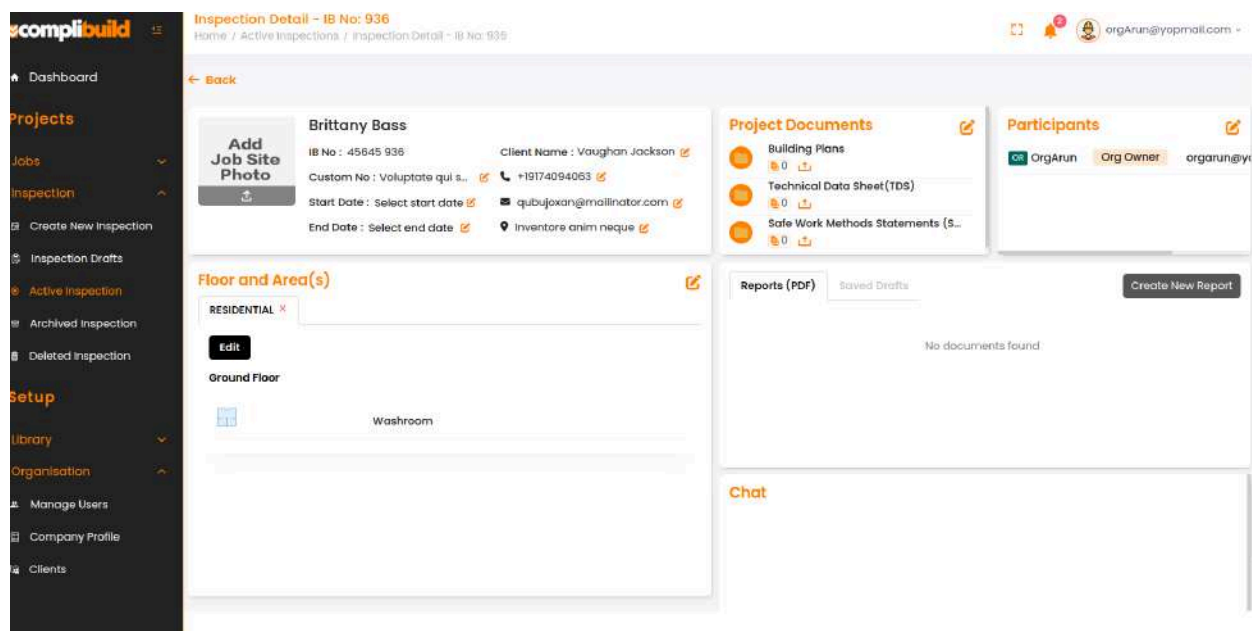 complibuild
Inspection Detail - IB No: 936
Home / Active Inspections / Inspection Detail - IB No: 936
2
orgArun@yopmail.com
Dashboard
Projects
Jobs
Inspection
Create New Inspection
Inspection Drafts
Active Inspection
Archived Inspection
Deleted Inspection
Setup
Library
Organisation
Manage Users
Company Profile
Clients
← Back
Add
Job Site
Photo
Brittany Bass
IB No : 45645 936
Custom No : Voluptate qui s...
Start Date : Select start date
End Date : Select end date
Client Name : Vaughan Jackson
+19174094063
qubujoxan@mailinator.com
Inventore anim neque
Project Documents
Building Plans
0
Technical Data Sheet(TDS)
0
Safe Work Methods Statements (S...
0
Participants
OR OrgArun Org Owner orgarun@y
Floor and Area(s)
RESIDENTIAL ×
Edit
Ground Floor
Washroom
Reports (PDF) Saved Drafts Create New Report
No documents found
Chat